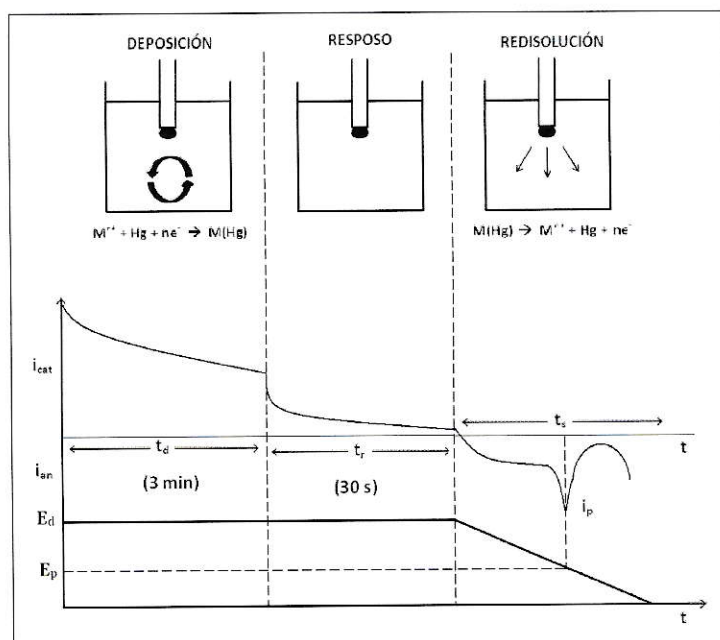 DEPOSICIÓN
RESPOSO
REDISOLUCIÓN
Mⁿ⁺ + Hg + ne⁻ → M(Hg)
M(Hg) → Mⁿ⁺ + Hg + ne⁻
i_cat
t_d
t_r
t_s
t
i_an
(3 min)
(30 s)
i_p
E_d
E_p
t